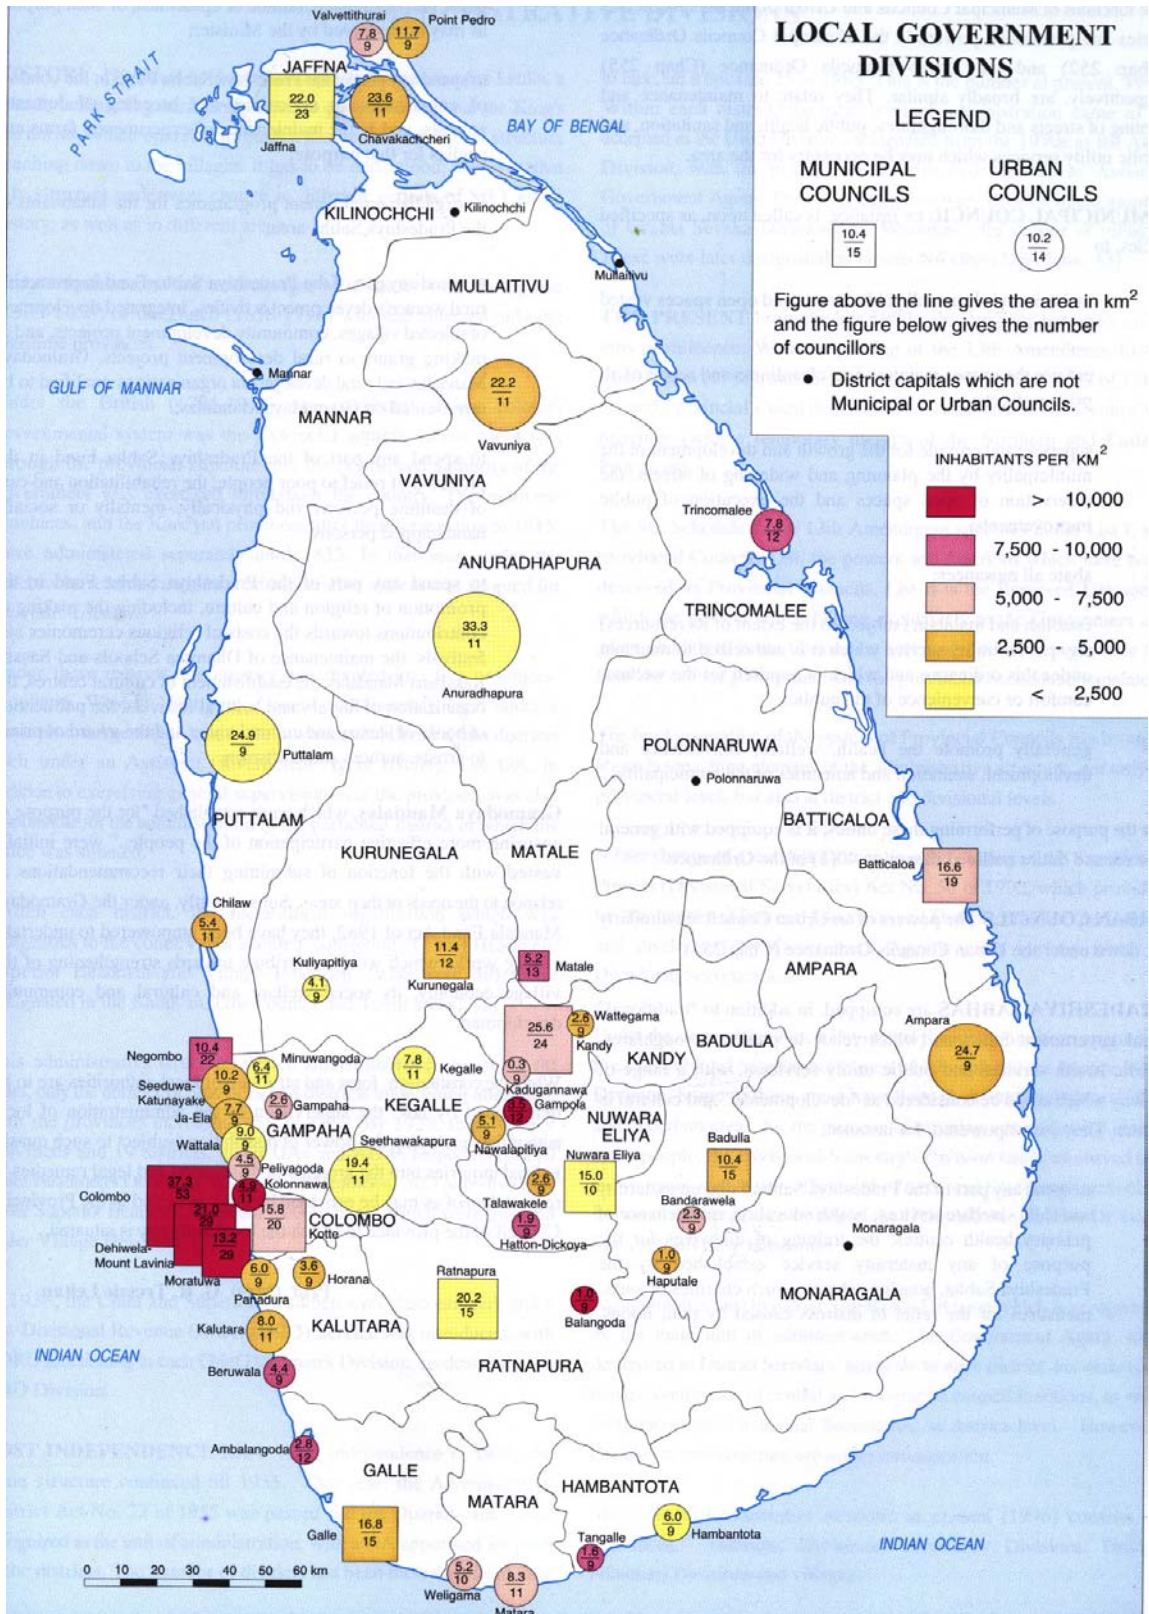 LOCAL GOVERNMENT
DIVISIONS
LEGEND
MUNICIPAL
COUNCILS
URBAN
COUNCILS
10.4
15
10.2
14
Figure above the line gives the area in km2
and the figure below gives the number
of councillors
District capitals which are not
Municipal or Urban Councils.
INHABITANTS PER KM2
> 10,000
7,500 - 10,000
5,000 - 7,500
2,500 - 5,000
< 2,500
PARK STRAIT
BAY OF BENGAL
GULF OF MANNAR
INDIAN OCEAN
INDIAN OCEAN
Valvettithurai
7.8
9
Point Pedro
11.7
9
JAFFNA
22.0
23
Jaffna
23.6
11
Chavakachcheri
KILINOCHCHI
Kilinochchi
MULLAITIVU
Mullaitivu
Mannar
MANNAR
22.2
11
Vavuniya
VAVUNIYA
Trincomalee
7.8
12
TRINCOMALEE
ANURADHAPURA
33.3
11
Anuradhapura
24.9
9
Puttalam
PUTTALAM
POLONNARUWA
Polonnaruwa
KURUNEGALA
MATALE
BATTICALOA
Batticaloa
16.6
19
Chilaw
5.4
11
Kuliyapitiya
4.1
9
11.4
12
Kurunegala
5.2
13
Matale
AMPARA
Ampara
24.7
9
Negombo
10.4
22
Minuwangoda
6.4
11
7.8
11
Kegalle
25.6
24
Kandy
2.6
9
Wattegama
KANDY
BADULLA
Seeduwa-
Katunayake
10.2
9
2.6
9
Gampaha
KEGALLE
0.3
9
Kadugannawa
Gampola
12
Ja-Ela
7.7
9
GAMPAHA
Wattala
9.0
9
Seethawakapura
19.4
11
5.1
9
Nawalapitiya
NUWARA
ELIYA
Nuwara Eliya
15.0
10
Badulla
10.4
15
4.5
9
Peliyagoda
Kolonnawa
11
Colombo
37.3
53
21.0
29
Dehiwela-
Mount Lavinia
15.8
20
Kotte
COLOMBO
Talawakele
2.6
9
1.9
9
Hatton-Dickoya
Bandarawela
2.3
9
Monaragala
13.2
29
Moratuwa
6.0
9
Panadura
3.6
9
Horana
Ratnapura
20.2
15
1.0
9
Haputale
1.0
9
Balangoda
MONARAGALA
Kalutara
8.0
11
KALUTARA
RATNAPURA
Beruwala
4.4
9
Ambalangoda
2.8
12
GALLE
MATARA
HAMBANTOTA
Galle
16.8
15
6.0
9
Hambantota
Tangalle
1.6
9
5.2
10
Weligama
8.3
11
Matara
0 10 20 30 40 50 60 km